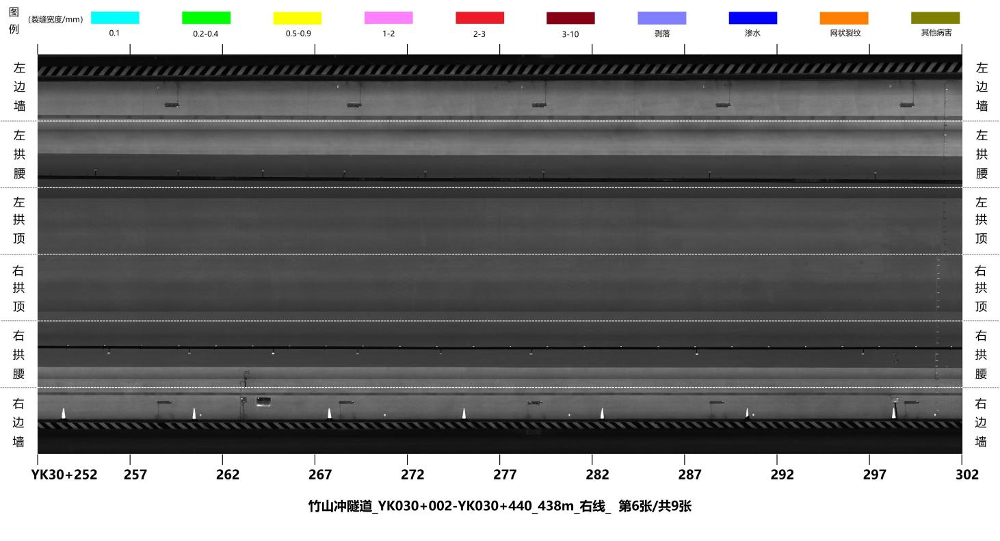 图例 (裂缝宽度/mm) 0.1 0.2-0.4 0.5-0.9 1-2 2-3 3-10 剥落 渗水 网状裂纹 其他病害
左边墙 左边墙
左拱腰 左拱腰
左拱顶 左拱顶
右拱顶 右拱顶
右拱腰 右拱腰
右边墙 右边墙
YK30+252 257 262 267 272 277 282 287 292 297 302
竹山冲隧道_YK030+002-YK030+440_438m_右线_ 第6张/共9张